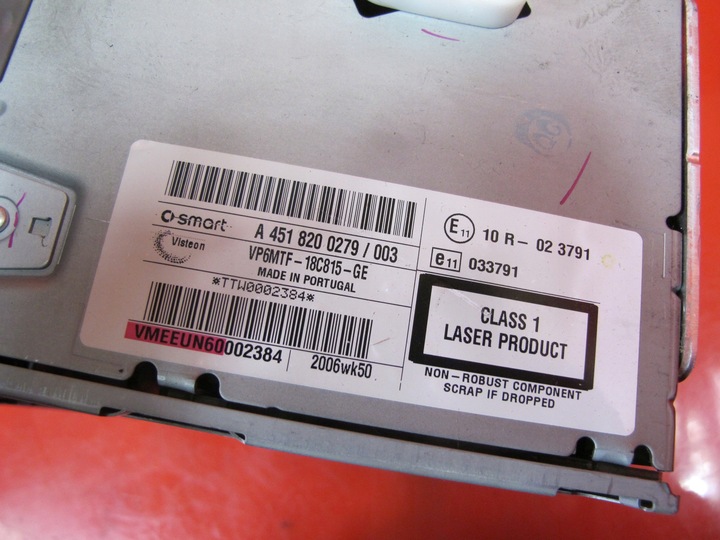 smart A 451 820 0279 / 003
Visteon VP6MTF-18C815-GE
MADE IN PORTUGAL
*TTW0002384*
VMEEUN60002384 2006wk50
E11 10 R - 02 3791
e11 033791
CLASS 1
LASER PRODUCT
NON-ROBUST COMPONENT
SCRAP IF DROPPED